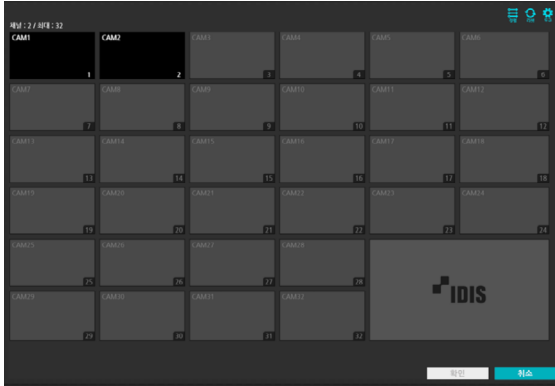 채널 : 2 / 최대 : 32
CAM1 CAM2 CAM3 CAM4 CAM5 CAM6
1 2 3 4 5 6
CAM7 CAM8 CAM9 CAM10 CAM11 CAM12
7 8 9 10 11 12
CAM13 CAM14 CAM15 CAM16 CAM17 CAM18
13 14 15 16 17 18
CAM19 CAM20 CAM21 CAM22 CAM23 CAM24
19 20 21 22 23 24
CAM25 CAM26 CAM27 CAM28
25 26 27 28
IDIS
CAM29 CAM30 CAM31 CAM32
29 30 31 32
확인 취소